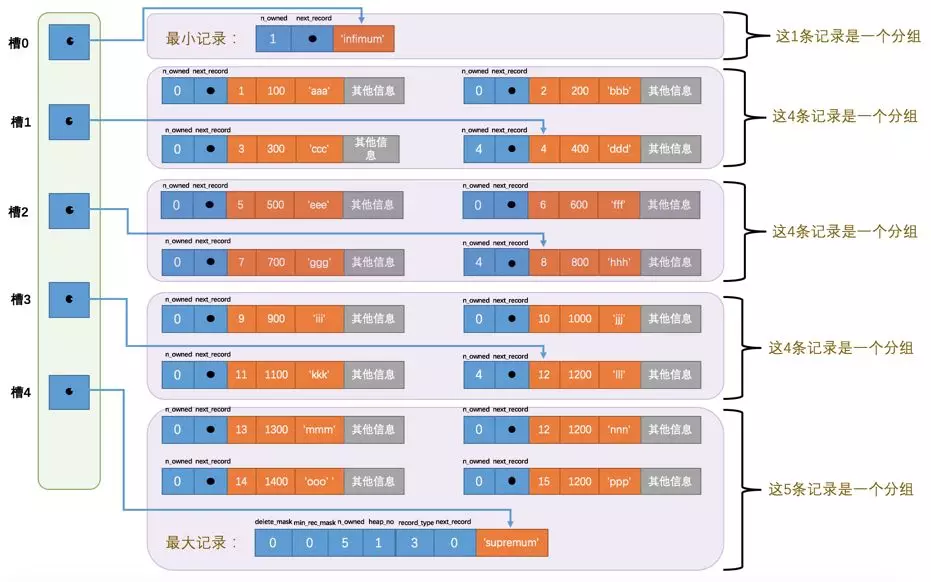 n_owned next_record
槽0 最小记录： 1 'infimum' 这1条记录是一个分组
n_owned next_record n_owned next_record
0 1 100 'aaa' 其他信息 0 2 200 'bbb' 其他信息
槽1 这4条记录是一个分组
n_owned next_record n_owned next_record
0 3 300 'ccc' 其他信息 4 4 400 'ddd' 其他信息
n_owned next_record n_owned next_record
槽2 0 5 500 'eee' 其他信息 0 6 600 'fff' 其他信息
这4条记录是一个分组
n_owned next_record n_owned next_record
0 7 700 'ggg' 其他信息 4 8 800 'hhh' 其他信息
槽3
n_owned next_record n_owned next_record
0 9 900 'iii' 其他信息 0 10 1000 'jjj' 其他信息
这4条记录是一个分组
n_owned next_record n_owned next_record
0 11 1100 'kkk' 其他信息 4 12 1200 'lll' 其他信息
槽4
n_owned next_record n_owned next_record
0 13 1300 'mmm' 其他信息 0 12 1200 'nnn' 其他信息
n_owned next_record n_owned next_record
0 14 1400 'ooo' ' 其他信息 0 15 1200 'ppp' 其他信息
这5条记录是一个分组
delete_mask min_rec_mask n_owned heap_no record_type next_record
最大记录： 0 0 5 1 3 0 'supremum'